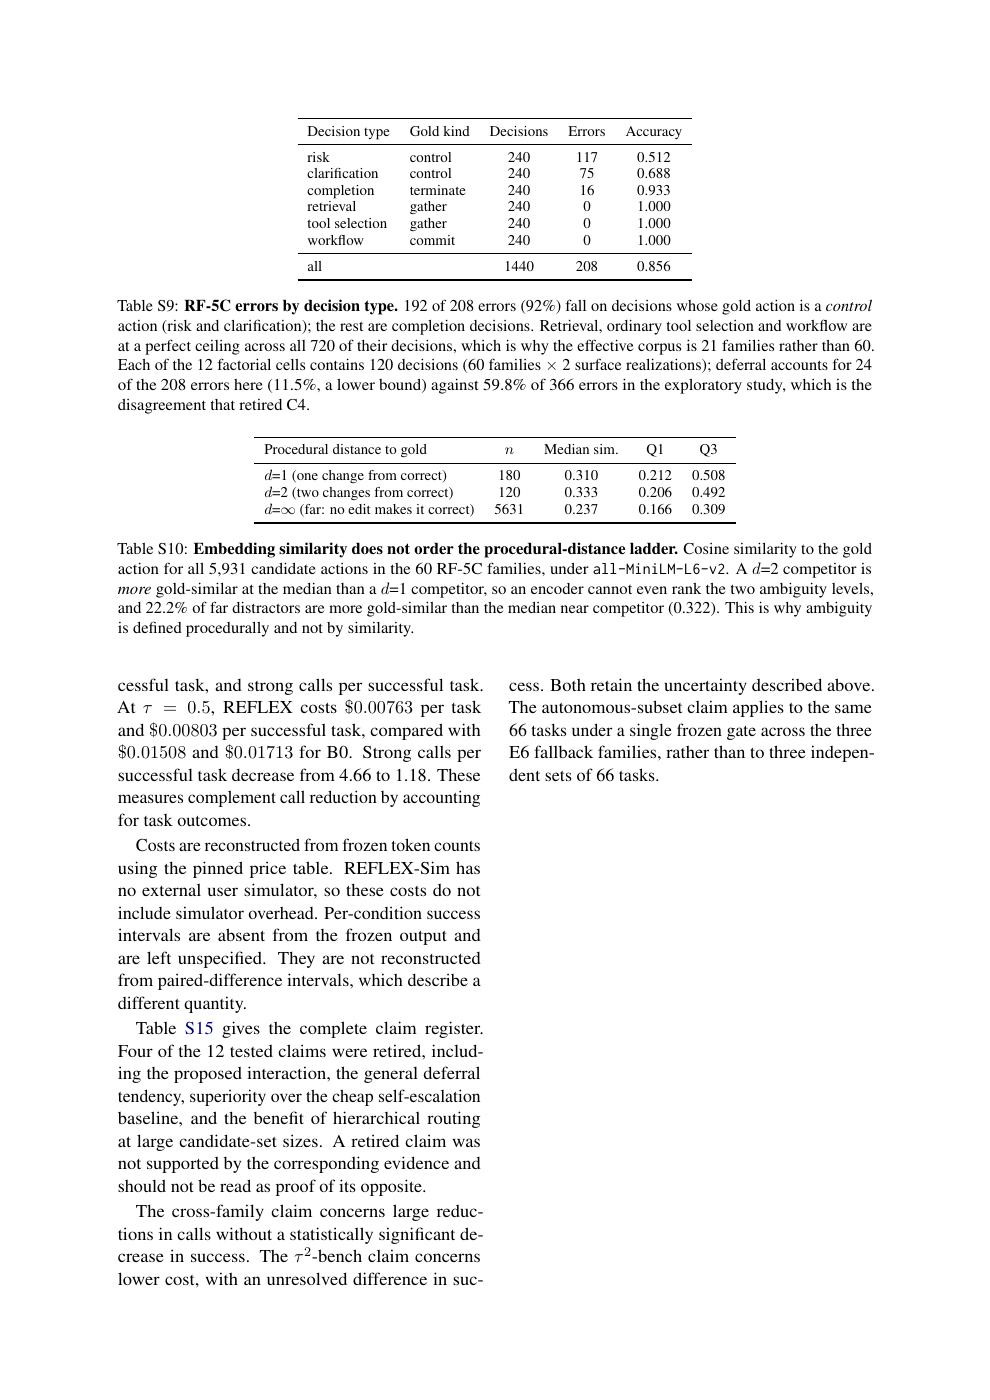 Decision type Gold kind Decisions Errors Accuracy
risk control 240 117 0.512
clarification control 240 75 0.688
completion terminate 240 16 0.933
retrieval gather 240 0 1.000
tool selection gather 240 0 1.000
workflow commit 240 0 1.000
all 1440 208 0.856
Table S9: RF-5C errors by decision type. 192 of 208 errors (92%) fall on decisions whose gold action is a control
action (risk and clarification); the rest are completion decisions. Retrieval, ordinary tool selection and workflow are
at a perfect ceiling across all 720 of their decisions, which is why the effective corpus is 21 families rather than 60.
Each of the 12 factorial cells contains 120 decisions (60 families × 2 surface realizations); deferral accounts for 24
of the 208 errors here (11.5%, a lower bound) against 59.8% of 366 errors in the exploratory study, which is the
disagreement that retired C4.
Procedural distance to gold n Median sim. Q1 Q3
d=1 (one change from correct) 180 0.310 0.212 0.508
d=2 (two changes from correct) 120 0.333 0.206 0.492
d=∞ (far: no edit makes it correct) 5631 0.237 0.166 0.309
Table S10: Embedding similarity does not order the procedural-distance ladder. Cosine similarity to the gold
action for all 5,931 candidate actions in the 60 RF-5C families, under all-MiniLM-L6-v2. A d=2 competitor is
more gold-similar at the median than a d=1 competitor, so an encoder cannot even rank the two ambiguity levels,
and 22.2% of far distractors are more gold-similar than the median near competitor (0.322). This is why ambiguity
is defined procedurally and not by similarity.
cessful task, and strong calls per successful task.
At τ = 0.5, REFLEX costs $0.00763 per task
and $0.00803 per successful task, compared with
$0.01508 and $0.01713 for B0. Strong calls per
successful task decrease from 4.66 to 1.18. These
measures complement call reduction by accounting
for task outcomes.
Costs are reconstructed from frozen token counts
using the pinned price table. REFLEX-Sim has
no external user simulator, so these costs do not
include simulator overhead. Per-condition success
intervals are absent from the frozen output and
are left unspecified. They are not reconstructed
from paired-difference intervals, which describe a
different quantity.
Table S15 gives the complete claim register.
Four of the 12 tested claims were retired, includ-
ing the proposed interaction, the general deferral
tendency, superiority over the cheap self-escalation
baseline, and the benefit of hierarchical routing
at large candidate-set sizes. A retired claim was
not supported by the corresponding evidence and
should not be read as proof of its opposite.
The cross-family claim concerns large reduc-
tions in calls without a statistically significant de-
crease in success. The τ²-bench claim concerns
lower cost, with an unresolved difference in suc-
cess. Both retain the uncertainty described above.
The autonomous-subset claim applies to the same
66 tasks under a single frozen gate across the three
E6 fallback families, rather than to three indepen-
dent sets of 66 tasks.